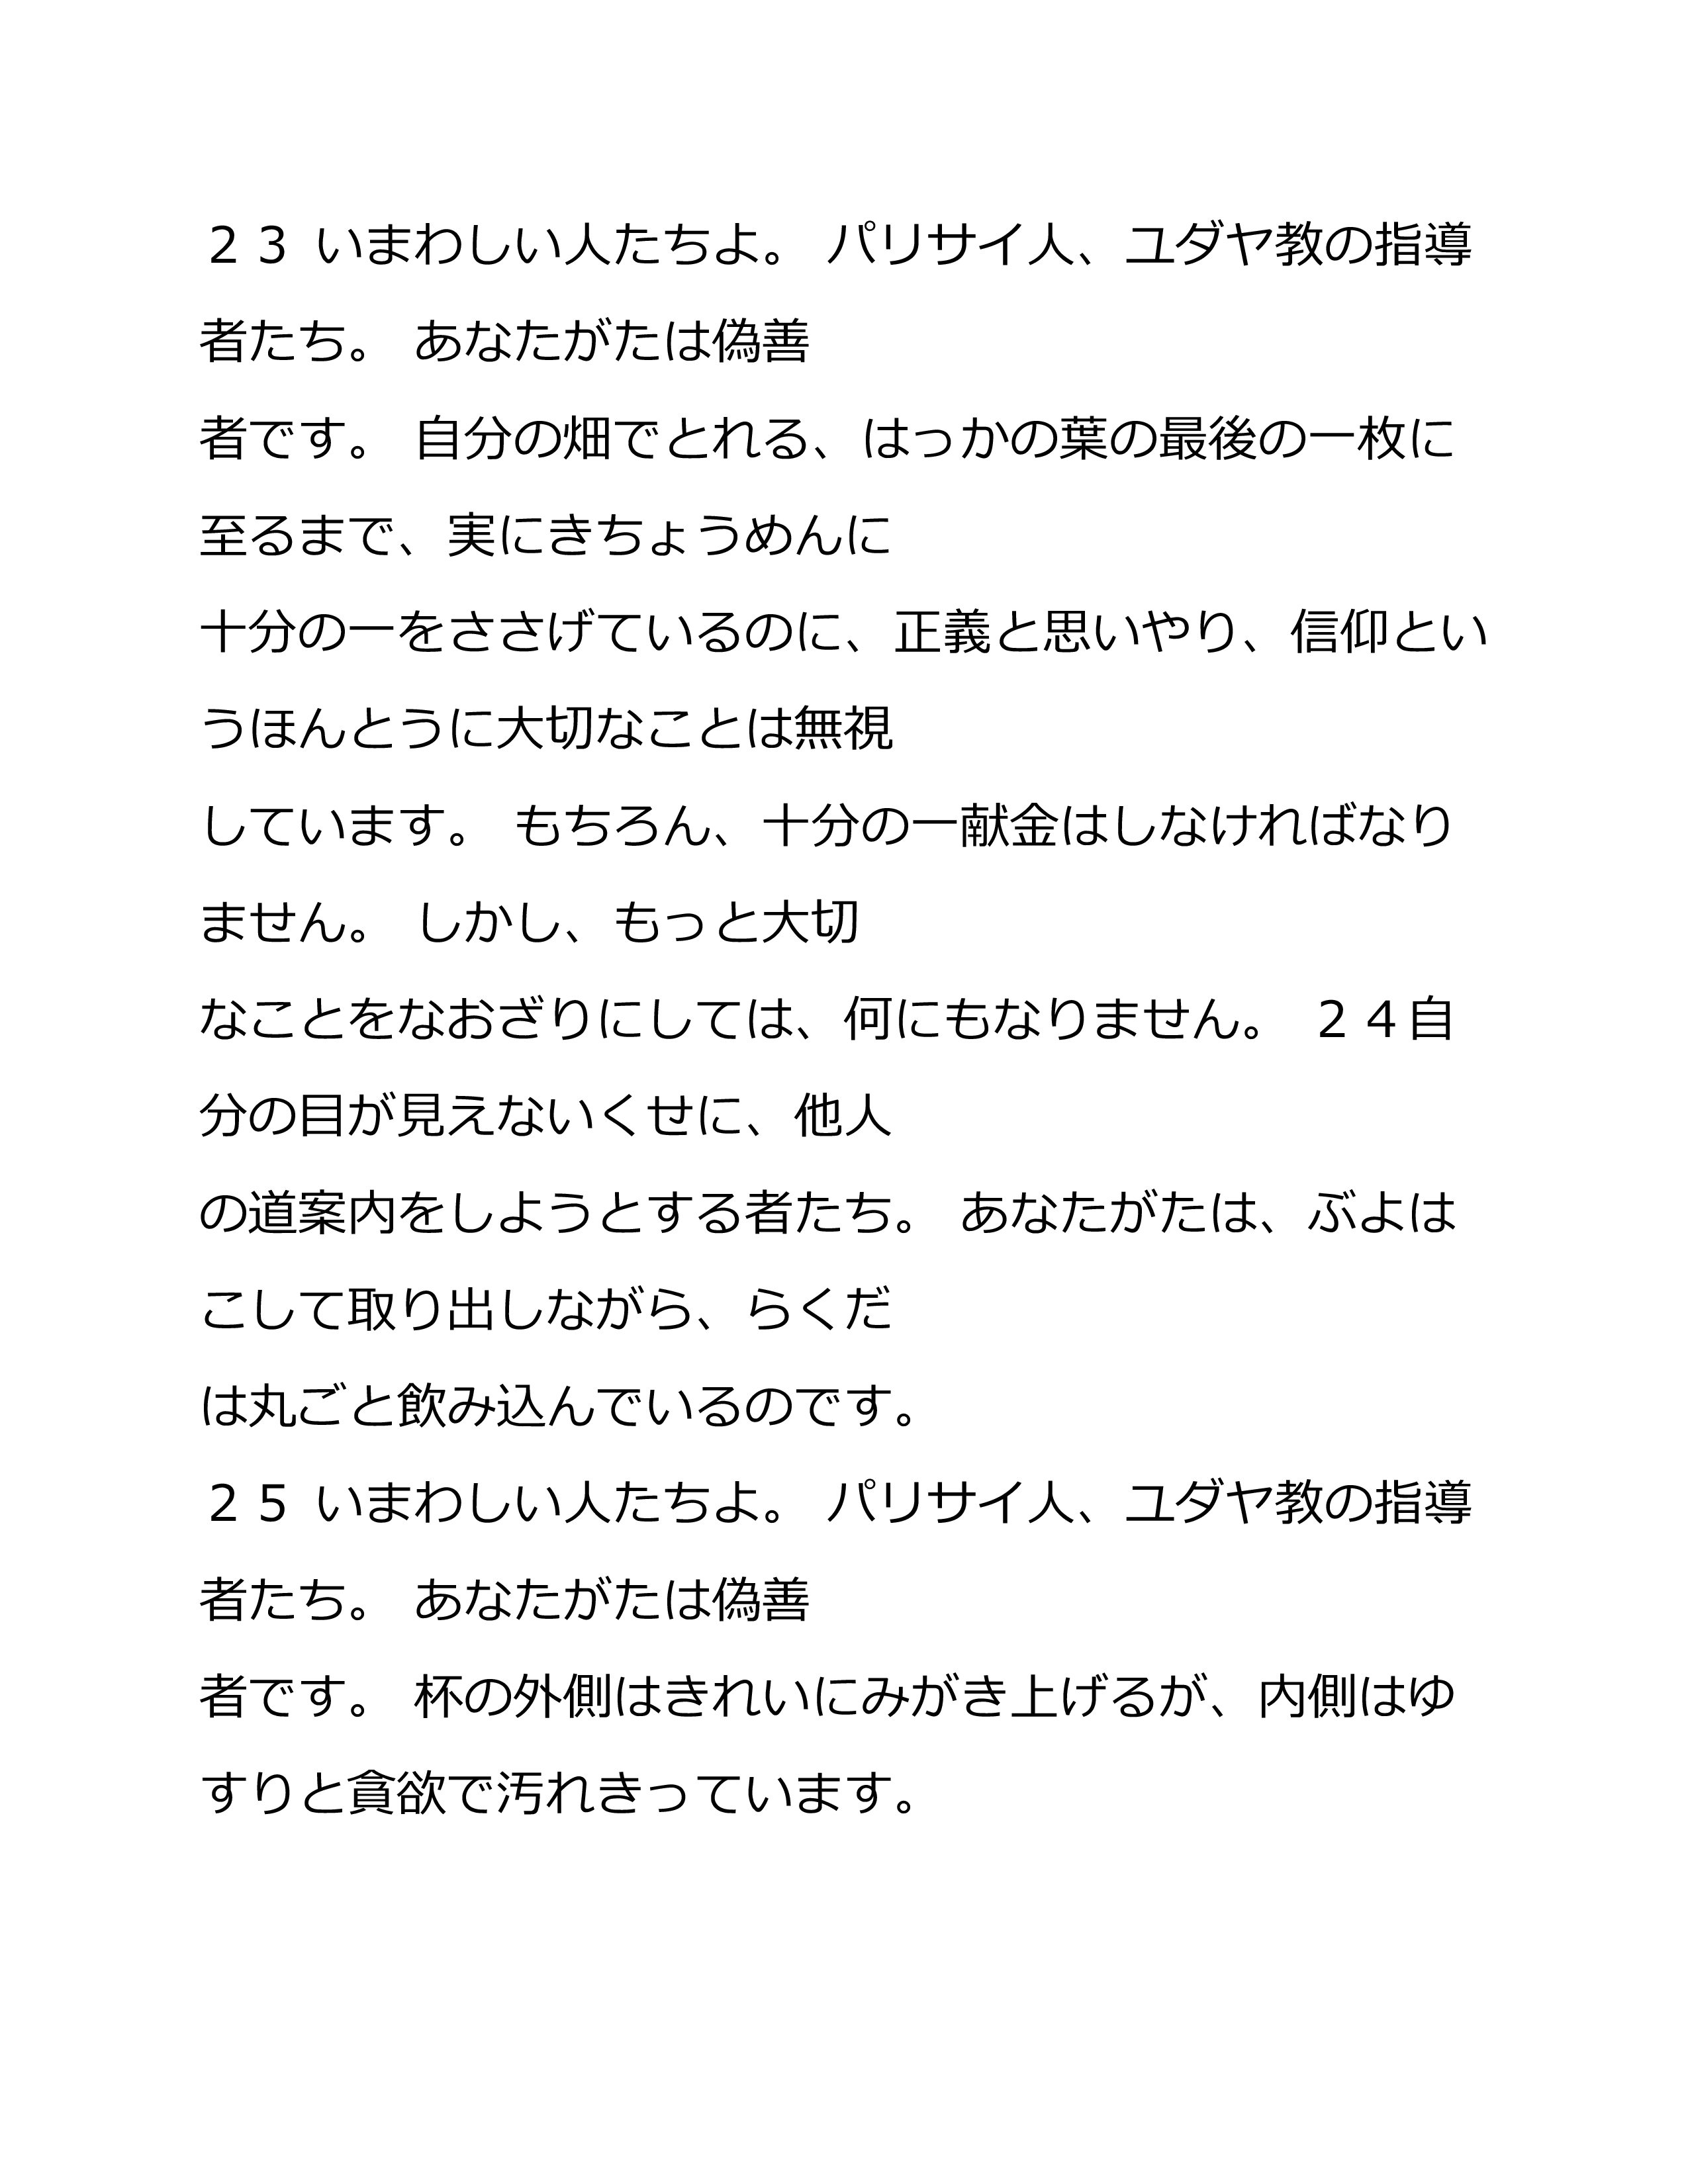 ２３ いまわしい人たちよ。 パリサイ人、ユダヤ教の指導
者たち。 あなたがたは偽善
者です。 自分の畑でとれる、はっかの葉の最後の一枚に
至るまで、実にきちょうめんに
十分の一をささげているのに、正義と思いやり、信仰とい
うほんとうに大切なことは無視
しています。 もちろん、十分の一献金はしなければなり
ません。 しかし、もっと大切
なことをなおざりにしては、何にもなりません。 ２４自
分の目が見えないくせに、他人
の道案内をしようとする者たち。 あなたがたは、ぶよは
こして取り出しながら、らくだ
は丸ごと飲み込んでいるのです。
２５ いまわしい人たちよ。 パリサイ人、ユダヤ教の指導
者たち。 あなたがたは偽善
者です。 杯の外側はきれいにみがき上げるが、内側はゆ
すりと貪欲で汚れきっています。